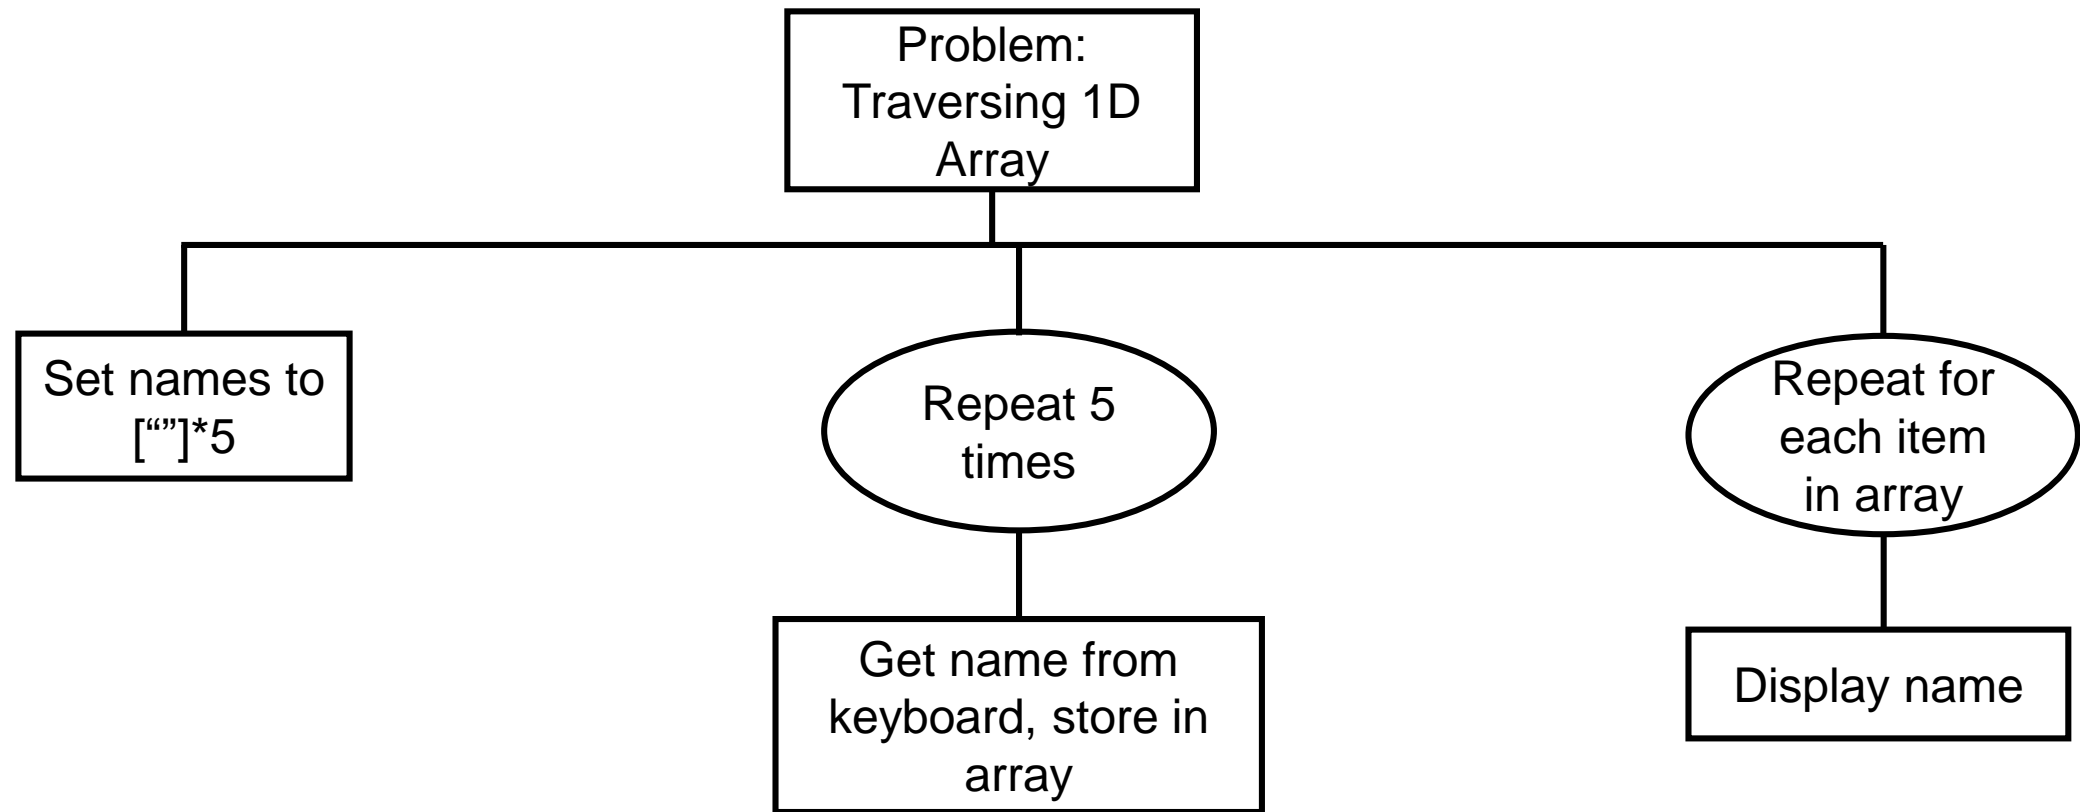 Problem:
Traversing 1D
Array
Set names to
[“”]*5
Repeat 5
times
Repeat for
each item
in array
Get name from
keyboard, store in
array
Display name